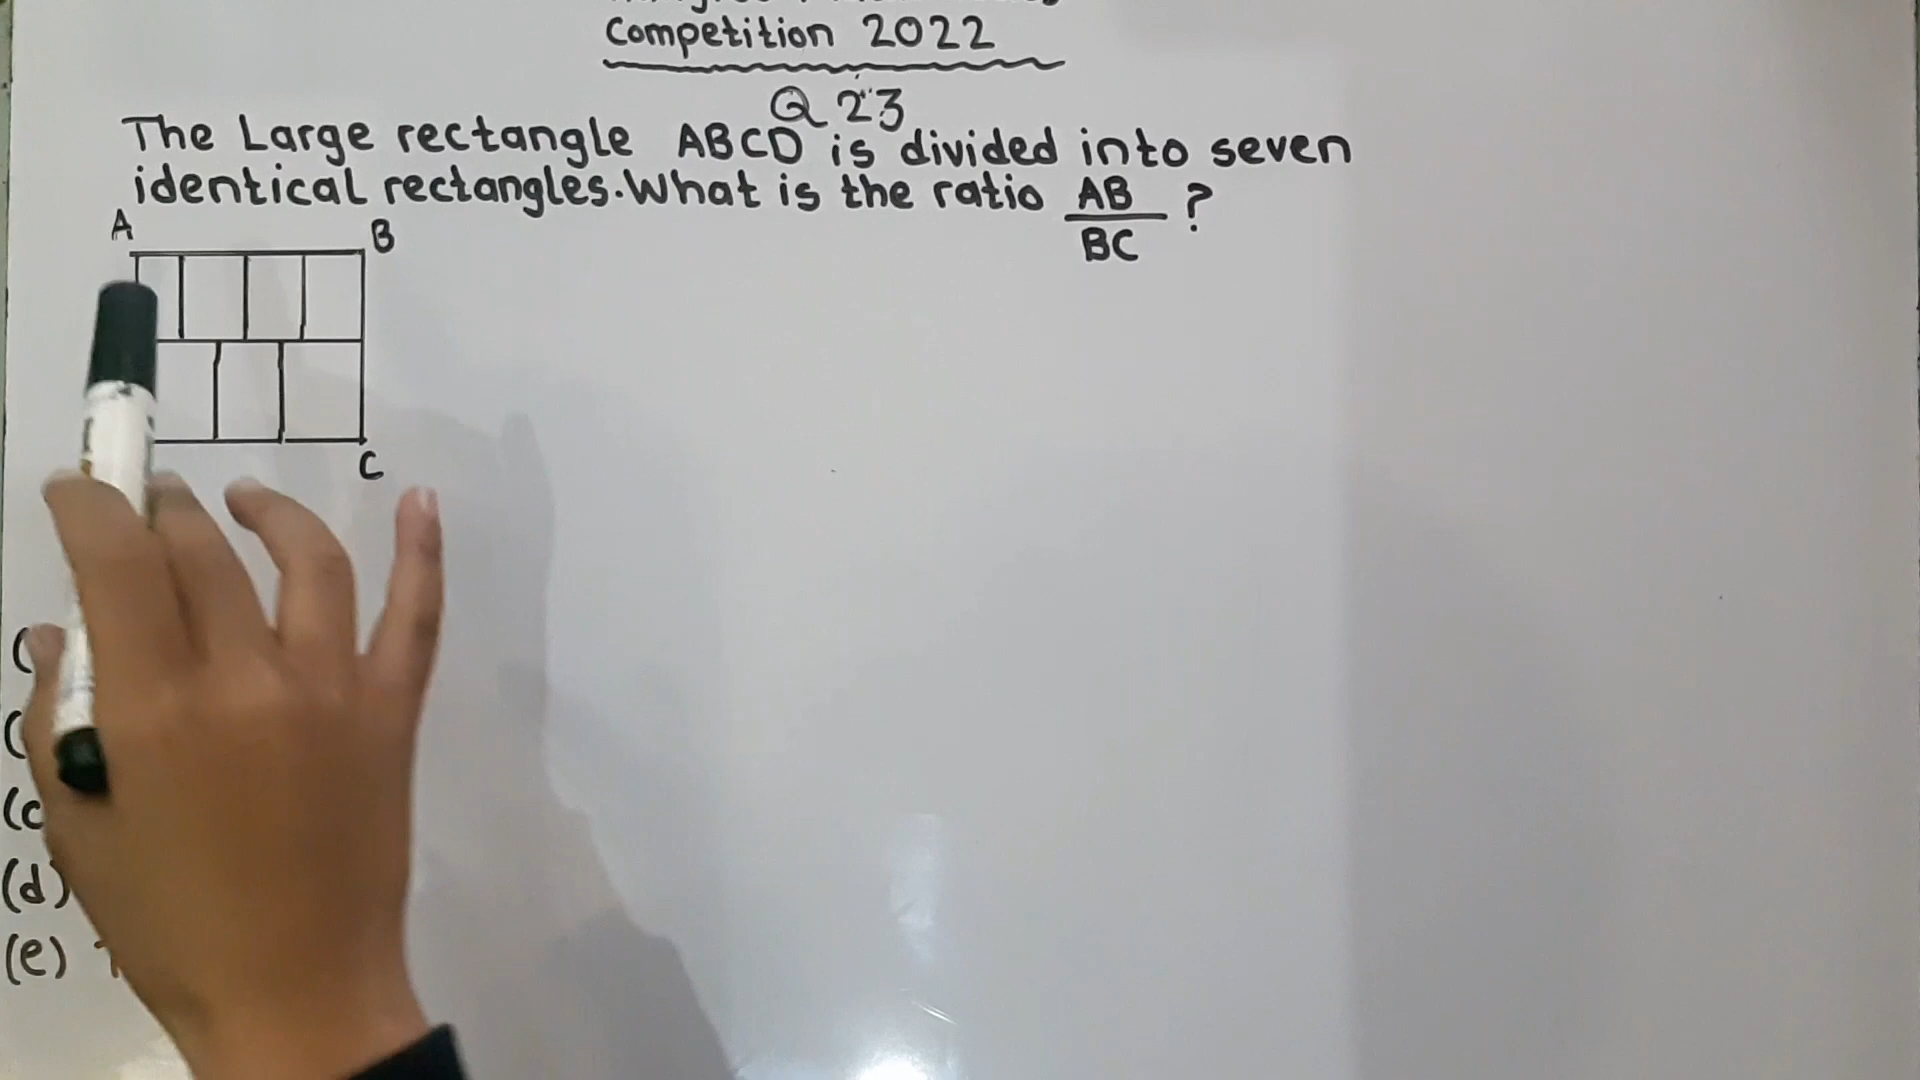 Competition 2022
Q 23
The Large rectangle ABCD is divided into seven
identical rectangles. What is the ratio AB
BC ?
A
B
C
(
(
(c
(d)
(e)